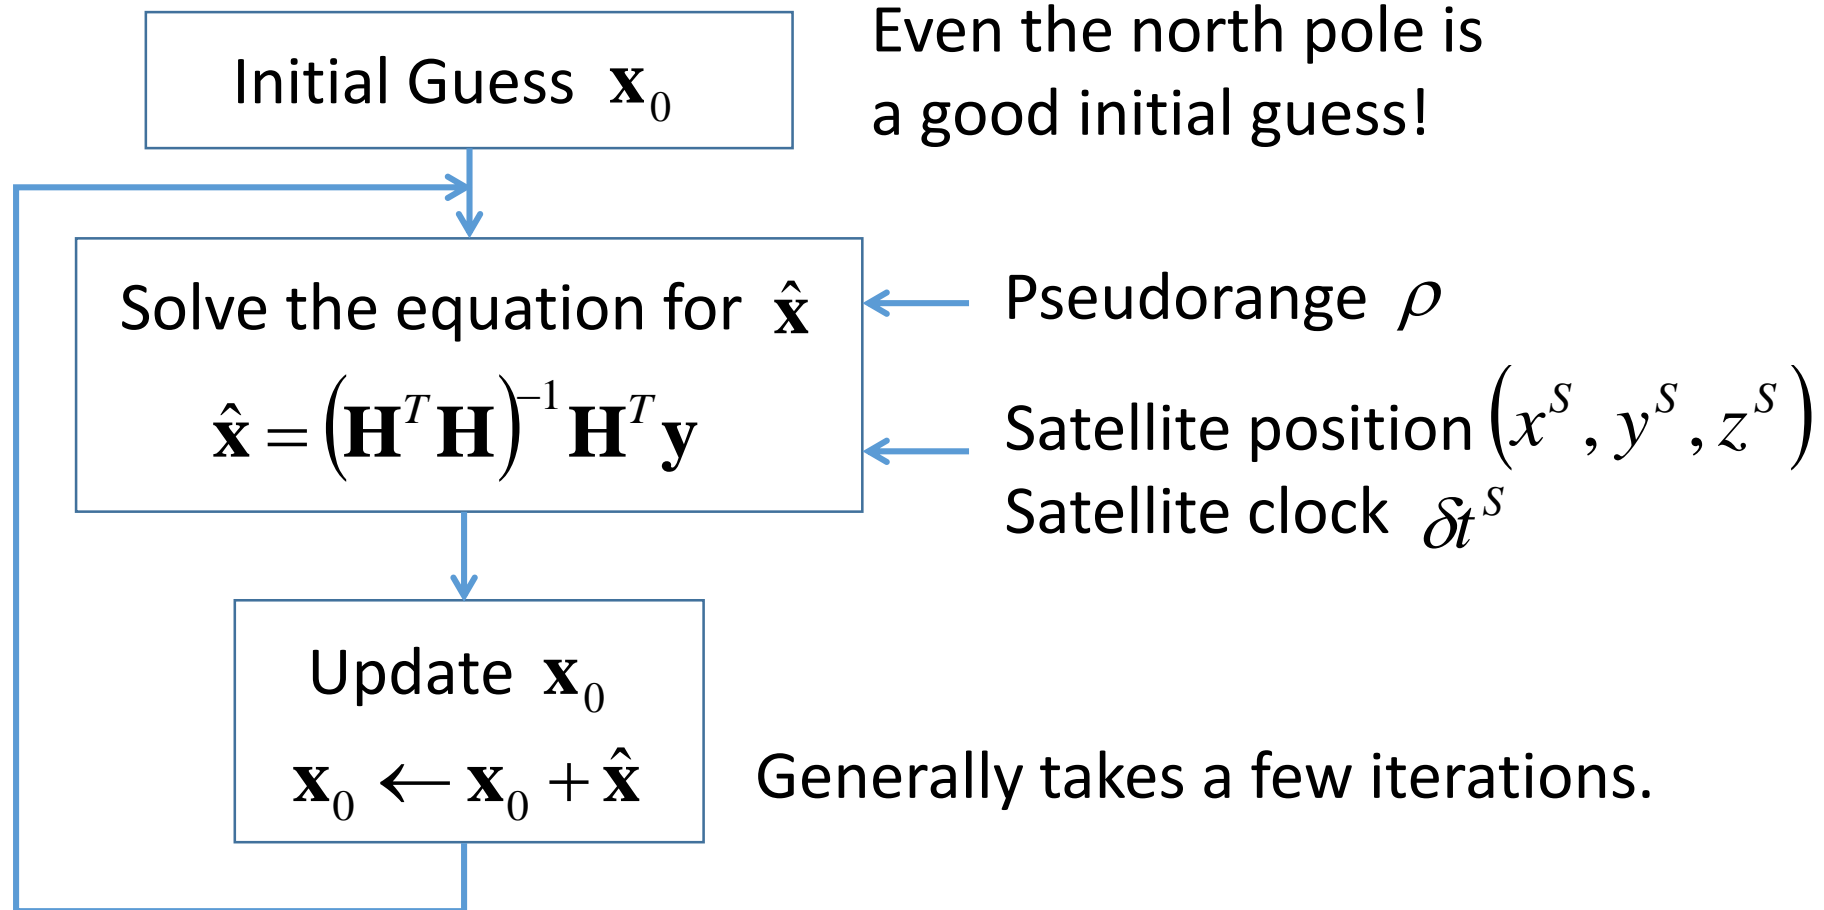 Initial Guess x₀
Even the north pole is
a good initial guess!
Solve the equation for x̂
x̂ = (HᵀH)⁻¹Hᵀy
Pseudorange ρ
Satellite position (xˢ, yˢ, zˢ)
Satellite clock δtˢ
Update x₀
x₀ ← x₀ + x̂
Generally takes a few iterations.